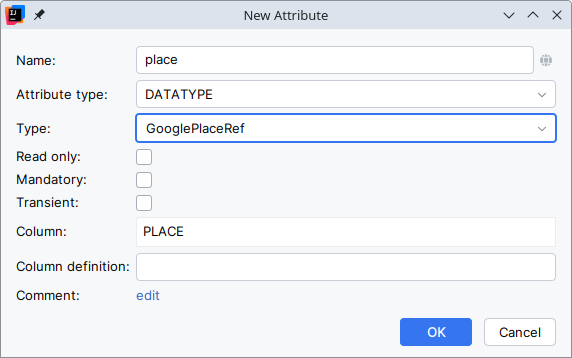 New Attribute
Name: place
Attribute type: DATATYPE
Type: GooglePlaceRef
Read only:
Mandatory:
Transient:
Column: PLACE
Column definition:
Comment: edit
OK Cancel